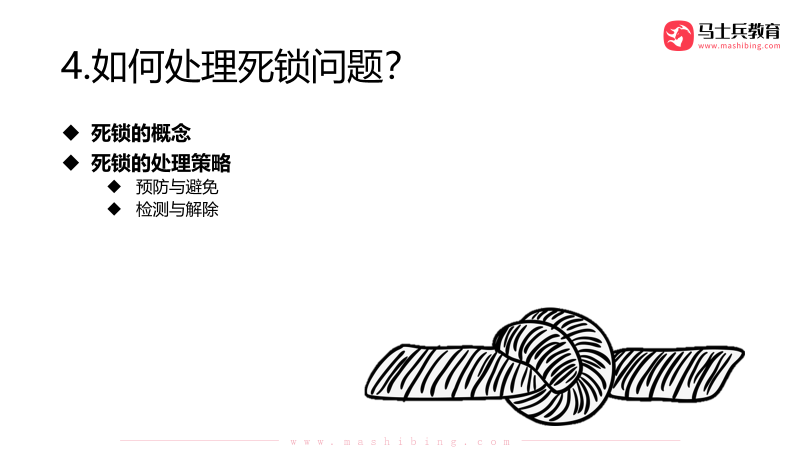 马士兵教育
www.mashibing.com
4.如何处理死锁问题?
◆ 死锁的概念
◆ 死锁的处理策略
◆ 预防与避免
◆ 检测与解除
www.mashibing.com